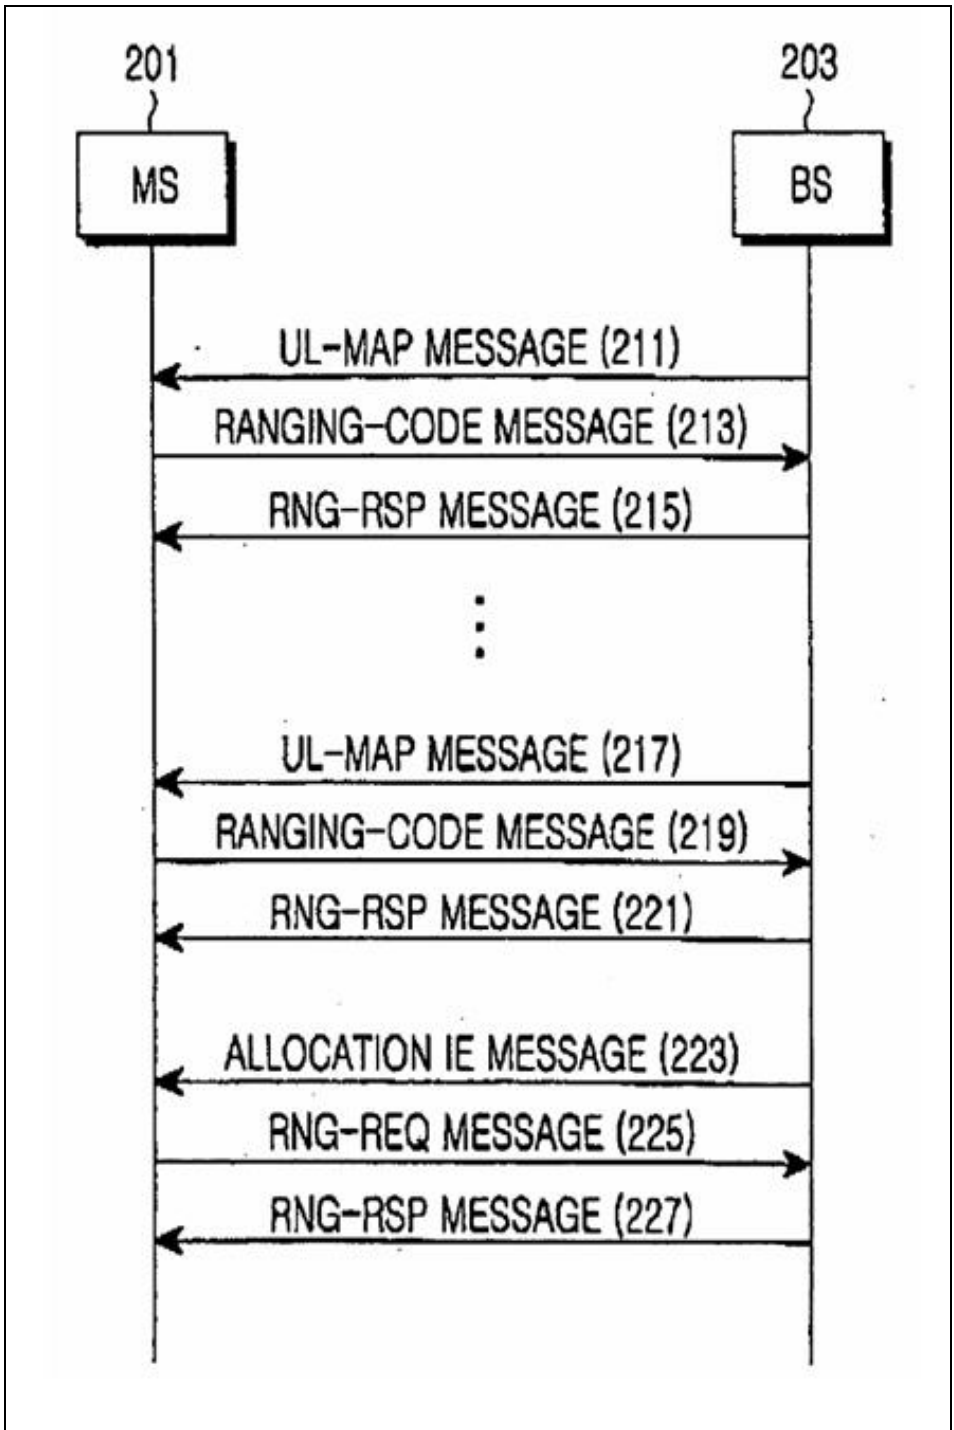 201
203
MS
BS
UL-MAP MESSAGE (211)
RANGING-CODE MESSAGE (213)
RNG-RSP MESSAGE (215)
UL-MAP MESSAGE (217)
RANGING-CODE MESSAGE (219)
RNG-RSP MESSAGE (221)
ALLOCATION IE MESSAGE (223)
RNG-REQ MESSAGE (225)
RNG-RSP MESSAGE (227)